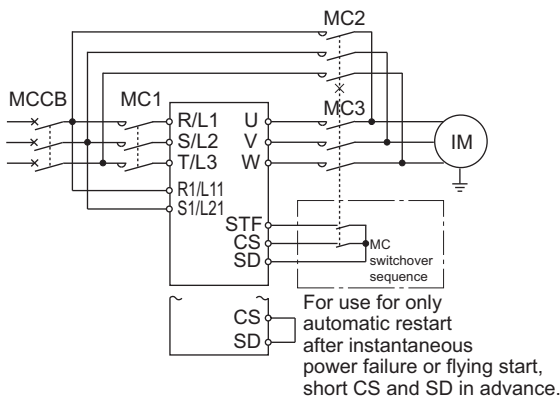 MC2
MCCB
MC1
MC3
R/L1
U
S/L2
V
IM
T/L3
W
R1/L11
S1/L21
STF
CS
MC
SD
switchover
sequence
CS
SD
For use for only
automatic restart
after instantaneous
power failure or flying start,
short CS and SD in advance.